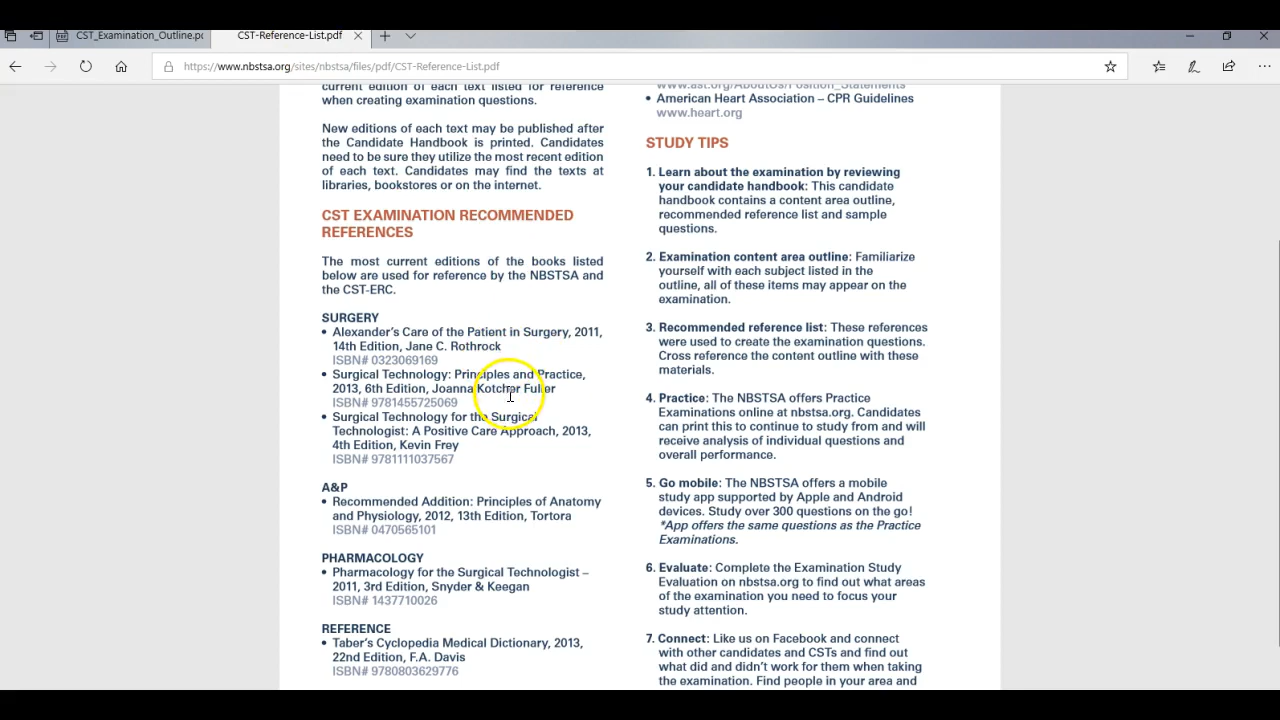 CST_Examination_Outline.pc
CST-Reference-List.pdf
https://www.nbstsa.org/sites/nbstsa/files/pdf/CST-Reference-List.pdf
current edition of each text listed for reference
when creating examination questions.
New editions of each text may be published after
the Candidate Handbook is printed. Candidates
need to be sure they utilize the most recent edition
of each text. Candidates may find the texts at
libraries, bookstores or on the internet.
CST EXAMINATION RECOMMENDED
REFERENCES
The most current editions of the books listed
below are used for reference by the NBSTSA and
the CST-ERC.
SURGERY
• Alexander's Care of the Patient in Surgery, 2011,
14th Edition, Jane C. Rothrock
ISBN# 0323069169
• Surgical Technology: Principles and Practice,
2013, 6th Edition, Joanna Kotcher Fuller
ISBN# 9781455725069
• Surgical Technology for the Surgical
Technologist: A Positive Care Approach, 2013,
4th Edition, Kevin Frey
ISBN# 9781111037567
A&P
• Recommended Addition: Principles of Anatomy
and Physiology, 2012, 13th Edition, Tortora
ISBN# 0470565101
PHARMACOLOGY
• Pharmacology for the Surgical Technologist –
2011, 3rd Edition, Snyder & Keegan
ISBN# 1437710026
REFERENCE
• Taber's Cyclopedia Medical Dictionary, 2013,
22nd Edition, F.A. Davis
ISBN# 9780803629776
www.ast.org/AboutUs/Position_Statements
• American Heart Association – CPR Guidelines
www.heart.org
STUDY TIPS
1. Learn about the examination by reviewing
your candidate handbook: This candidate
handbook contains a content area outline,
recommended reference list and sample
questions.
2. Examination content area outline: Familiarize
yourself with each subject listed in the
outline, all of these items may appear on the
examination.
3. Recommended reference list: These references
were used to create the examination questions.
Cross reference the content outline with these
materials.
4. Practice: The NBSTSA offers Practice
Examinations online at nbstsa.org. Candidates
can print this to continue to study from and will
receive analysis of individual questions and
overall performance.
5. Go mobile: The NBSTSA offers a mobile
study app supported by Apple and Android
devices. Study over 300 questions on the go!
*App offers the same questions as the Practice
Examinations.
6. Evaluate: Complete the Examination Study
Evaluation on nbstsa.org to find out what areas
of the examination you need to focus your
study attention.
7. Connect: Like us on Facebook and connect
with other candidates and CSTs and find out
what did and didn't work for them when taking
the examination. Find people in your area and